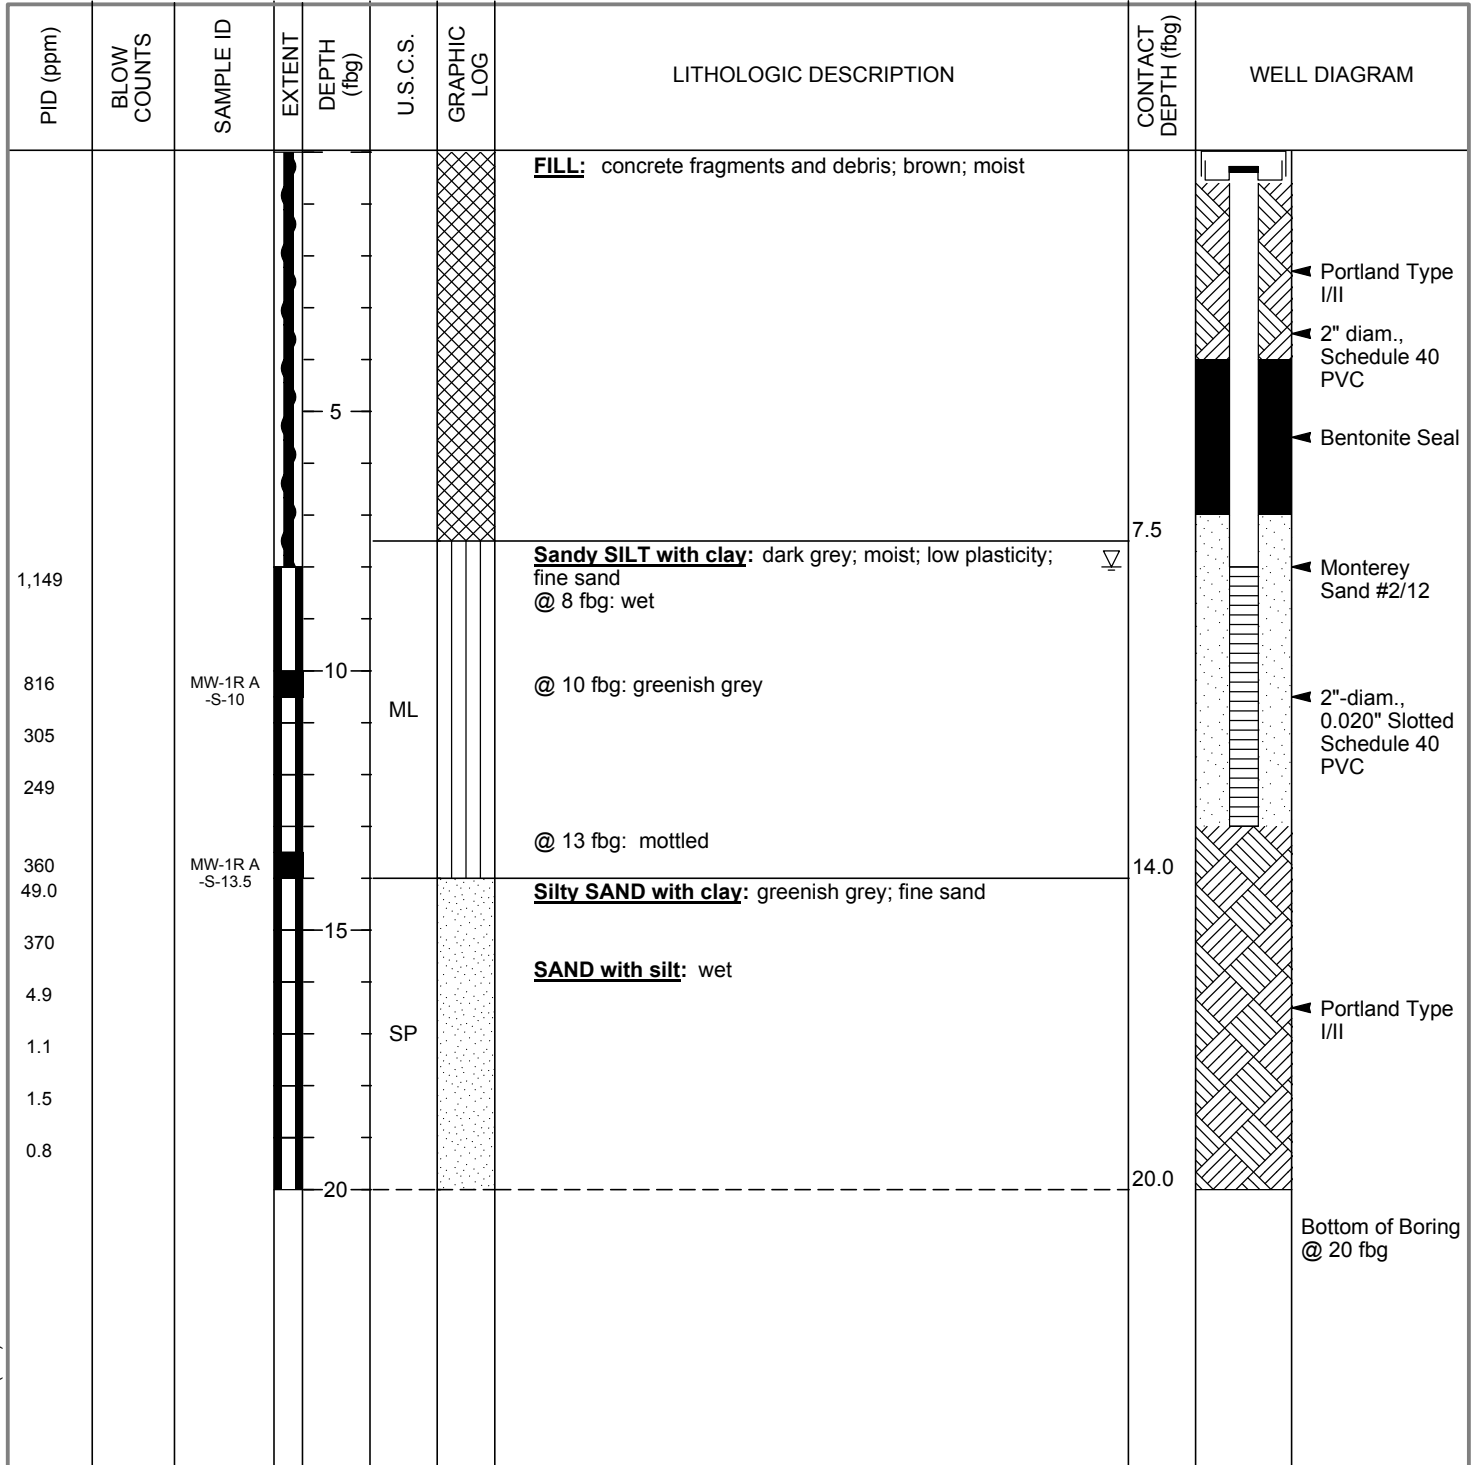 PID (ppm)
BLOW
COUNTS
SAMPLE ID
EXTENT
DEPTH
(fbg)
U.S.C.S.
GRAPHIC
LOG
LITHOLOGIC DESCRIPTION
CONTACT
DEPTH (fbg)
WELL DIAGRAM
FILL: concrete fragments and debris; brown; moist
Portland Type
I/II
2" diam.,
Schedule 40
PVC
5
Bentonite Seal
7.5
Sandy SILT with clay: dark grey; moist; low plasticity;
fine sand
@ 8 fbg: wet
1,149
Monterey
Sand #2/12
10
816
MW-1R A
-S-10
@ 10 fbg: greenish grey
ML
2"-diam.,
0.020" Slotted
Schedule 40
PVC
305
249
@ 13 fbg: mottled
360
MW-1R A
-S-13.5
14.0
49.0
Silty SAND with clay: greenish grey; fine sand
15
370
SAND with silt: wet
4.9
Portland Type
I/II
SP
1.1
1.5
0.8
20
20.0
Bottom of Boring
@ 20 fbg